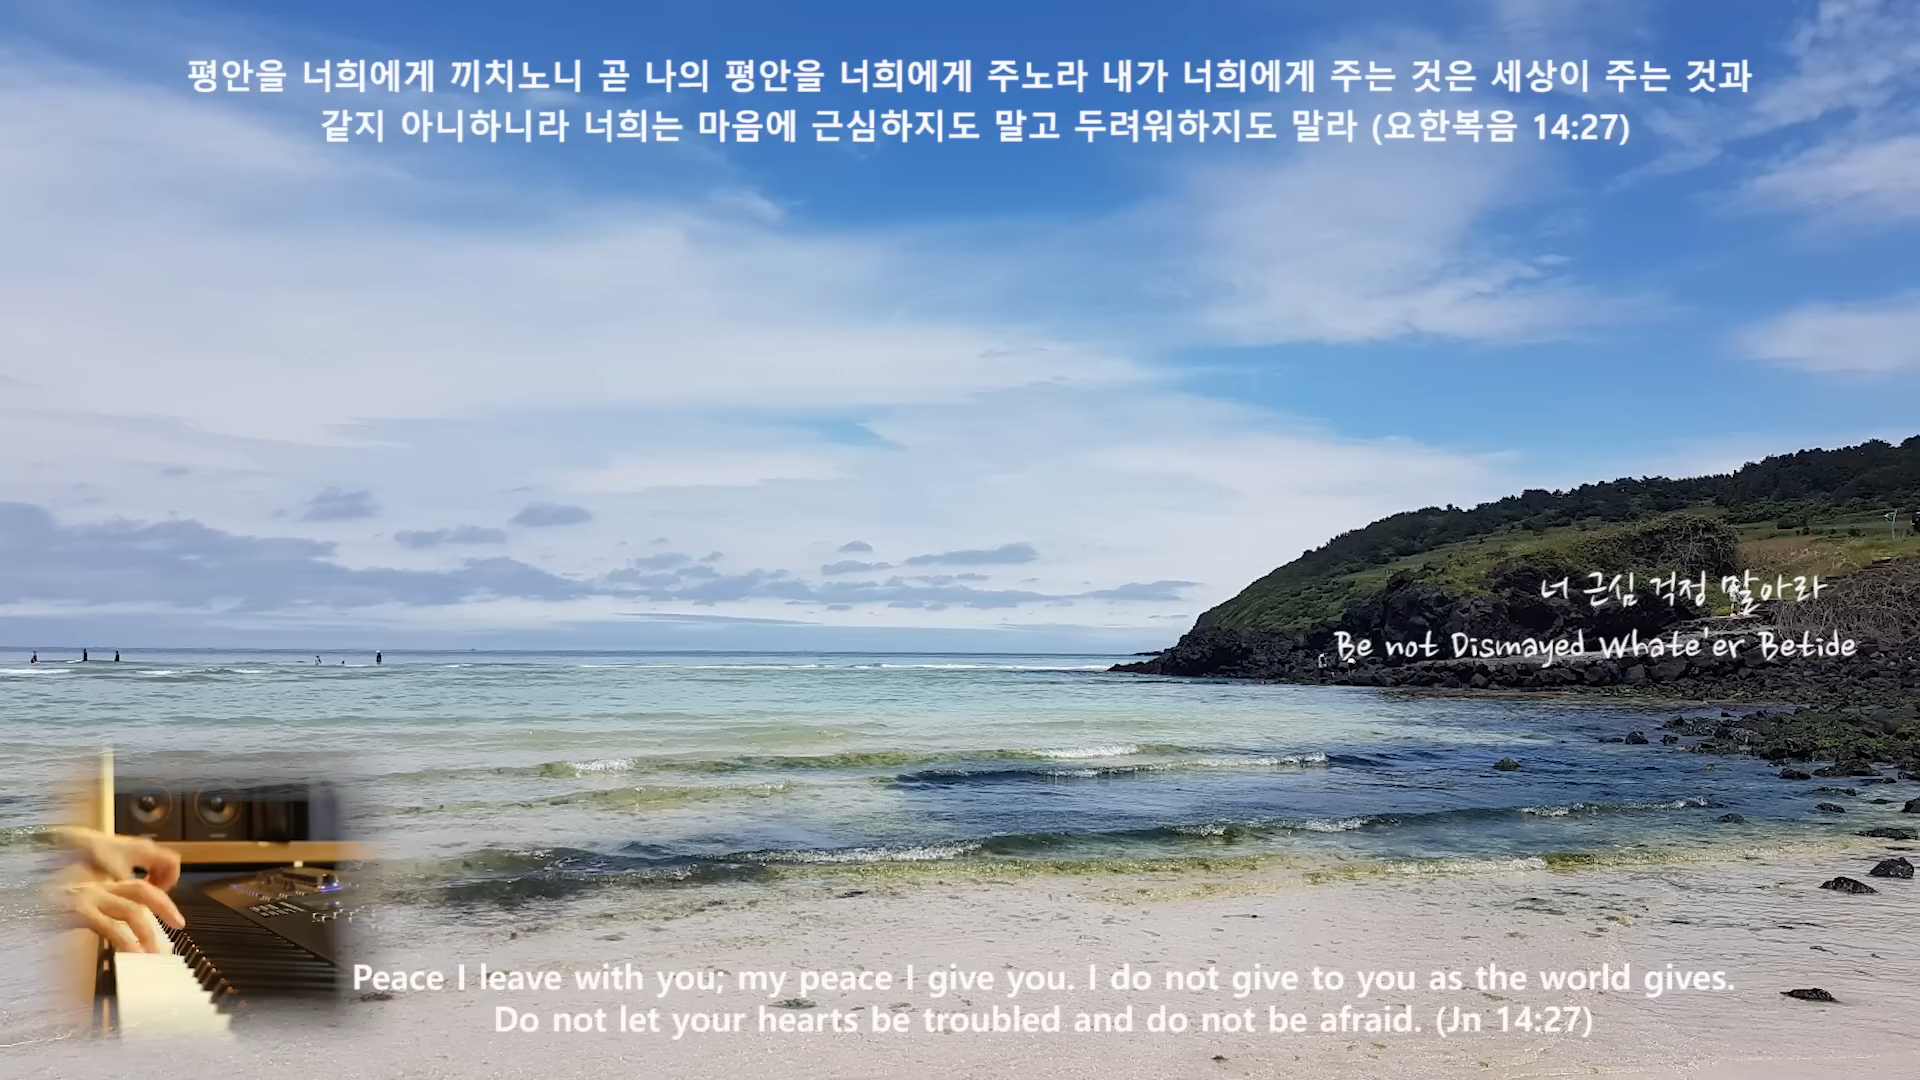 평안을 너희에게 끼치노니 곧 나의 평안을 너희에게 주노라 내가 너희에게 주는 것은 세상이 주는 것과
같지 아니하니라 너희는 마음에 근심하지도 말고 두려워하지도 말라 (요한복음 14:27)
너 근심 걱정 말아라
Be not Dismayed Whate'er Betide
Peace I leave with you; my peace I give you. I do not give to you as the world gives.
Do not let your hearts be troubled and do not be afraid. (Jn 14:27)